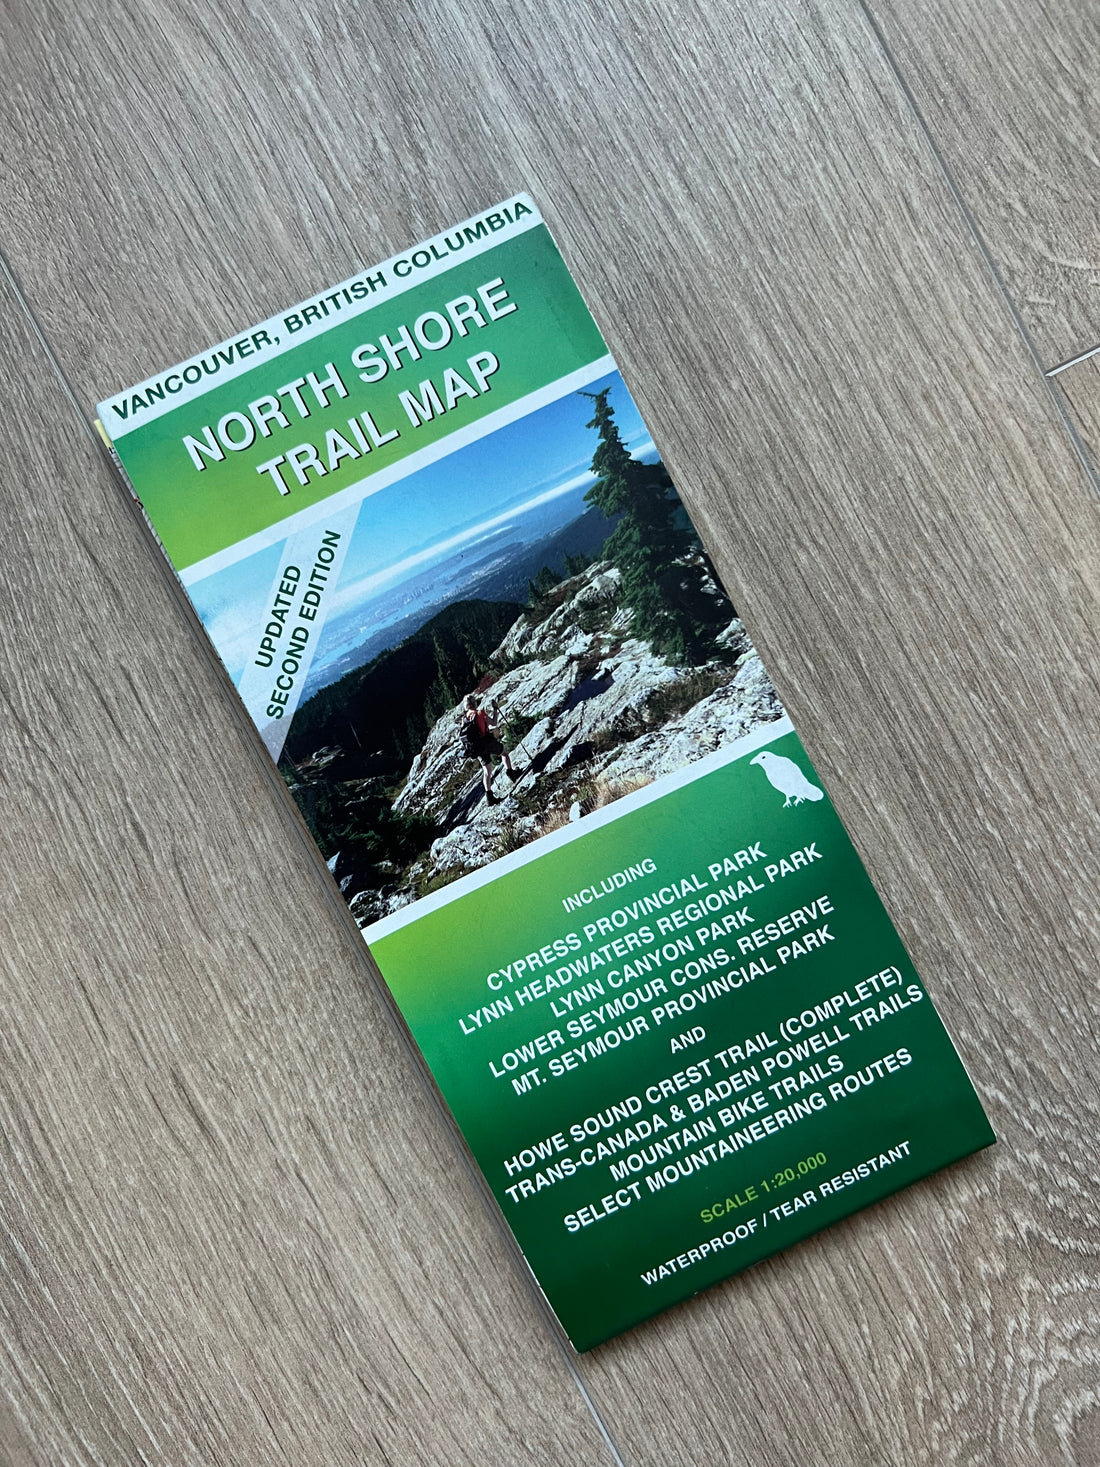 VANCOUVER, BRITISH COLUMBIA
NORTH SHORE
TRAIL MAP
UPDATED
SECOND EDITION
INCLUDING
CYPRESS PROVINCIAL PARK
LYNN HEADWATERS REGIONAL PARK
LYNN CANYON PARK
LOWER SEYMOUR CONS. RESERVE
MT. SEYMOUR PROVINCIAL PARK
AND
HOWE SOUND CREST TRAIL (COMPLETE)
TRANS-CANADA & BADEN POWELL TRAILS
MOUNTAIN BIKE TRAILS
SELECT MOUNTAINEERING ROUTES
SCALE 1:20,000
WATERPROOF / TEAR RESISTANT